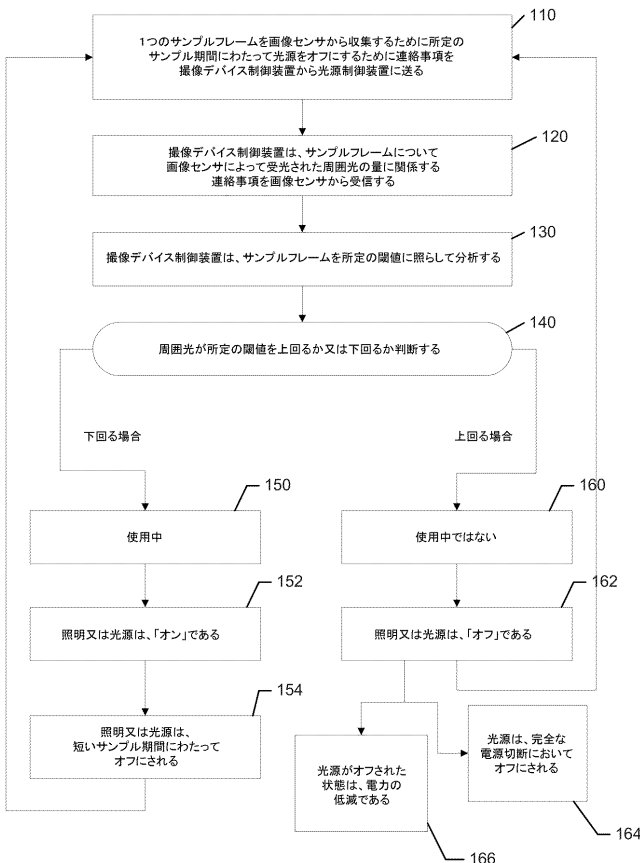 110
1つのサンプルフレームを画像センサから収集するために所定の
サンプル期間にわたって光源をオフにするために連絡事項を
撮像デバイス制御装置から光源制御装置に送る
120
撮像デバイス制御装置は、サンプルフレームについて
画像センサによって受光された周囲光の量に関係する
連絡事項を画像センサから受信する
130
撮像デバイス制御装置は、サンプルフレームを所定の閾値に照らして分析する
140
周囲光が所定の閾値を上回るか又は下回るか判断する
下回る場合
上回る場合
150
使用中
160
使用中ではない
152
照明又は光源は、「オン」である
162
照明又は光源は、「オフ」である
154
照明又は光源は、
短いサンプル期間にわたって
オフにされる
光源がオフされた
状態は、電力の
低減である
166
光源は、完全な
電源切断において
オフにされる
164